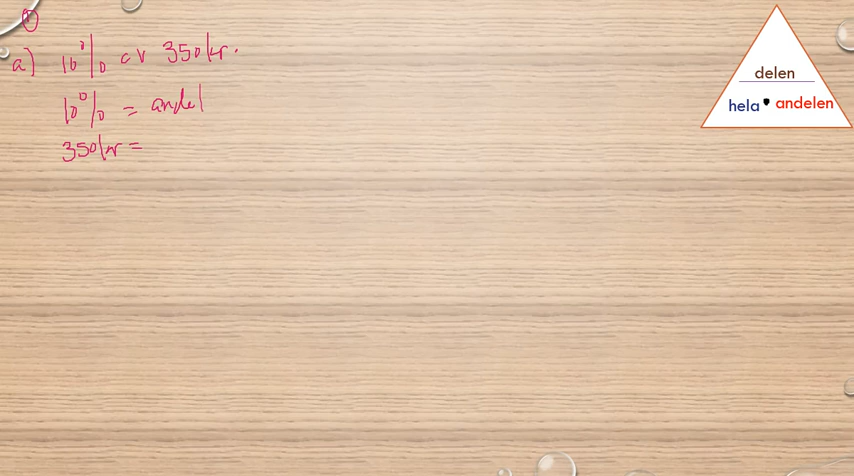 ①
a) 10% av 350kr.
10% = andel
350kr =
delen
hela • andelen